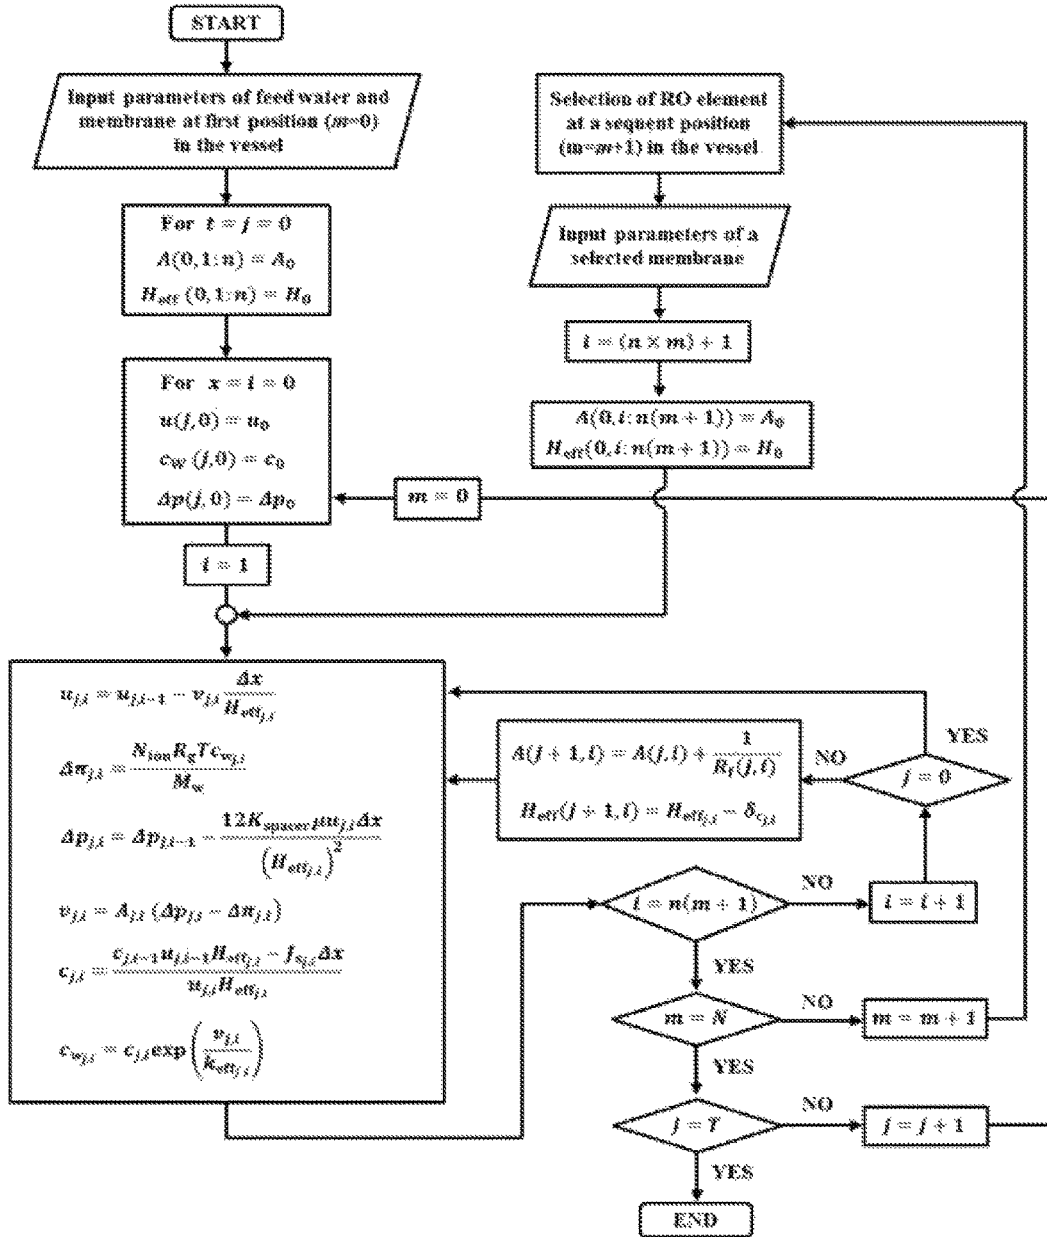 START
Input parameters of feed water and
membrane at first position (m=0)
in the vessel
For t = j = 0
A(0,1:n) = A₀
H_eff (0,1:n) = H₀
For x = i = 0
u(j,0) = u₀
c_W (j,0) = c₀
Δp(j,0) = Δp₀
i = 1
Selection of RO element
at a sequent position
(m=m+1) in the vessel
Input parameters of a
selected membrane
i = (n × m) + 1
A(0,i:n(m+1)) = A₀
H_eff(0,i:n(m+1)) = H₀
m = 0
u_{j,i} = u_{j,i-1} − v_{j,i} Δx / H_{eff_{j,i}}
Δπ_{j,i} = N_ion R_g T c_{w_{j,i}} / M_w
Δp_{j,i} = Δp_{j,i-1} − 12K_spacer μu_{j,i}Δx / (H_{eff_{j,i}})²
v_{j,i} = A_{j,i} (Δp_{j,i} − Δπ_{j,i})
c_{j,i} = c_{j,i-1}u_{j,i-1}H_{eff_{j,i}} − J_{s_{j,i}}Δx / u_{j,i}H_{eff_{j,i}}
c_{w_{j,i}} = c_{j,i} exp (v_{j,i} / k_{eff_{j,i}})
A(j+1,i) = A(j,i) + 1 / R_f(j,i)
H_eff(j+1,i) = H_{eff_{j,i}} − δ_{c_{j,i}}
NO
j = 0
YES
i = n(m+1)
NO
i = i + 1
YES
m = N
NO
m = m + 1
YES
j = T
NO
j = j + 1
YES
END